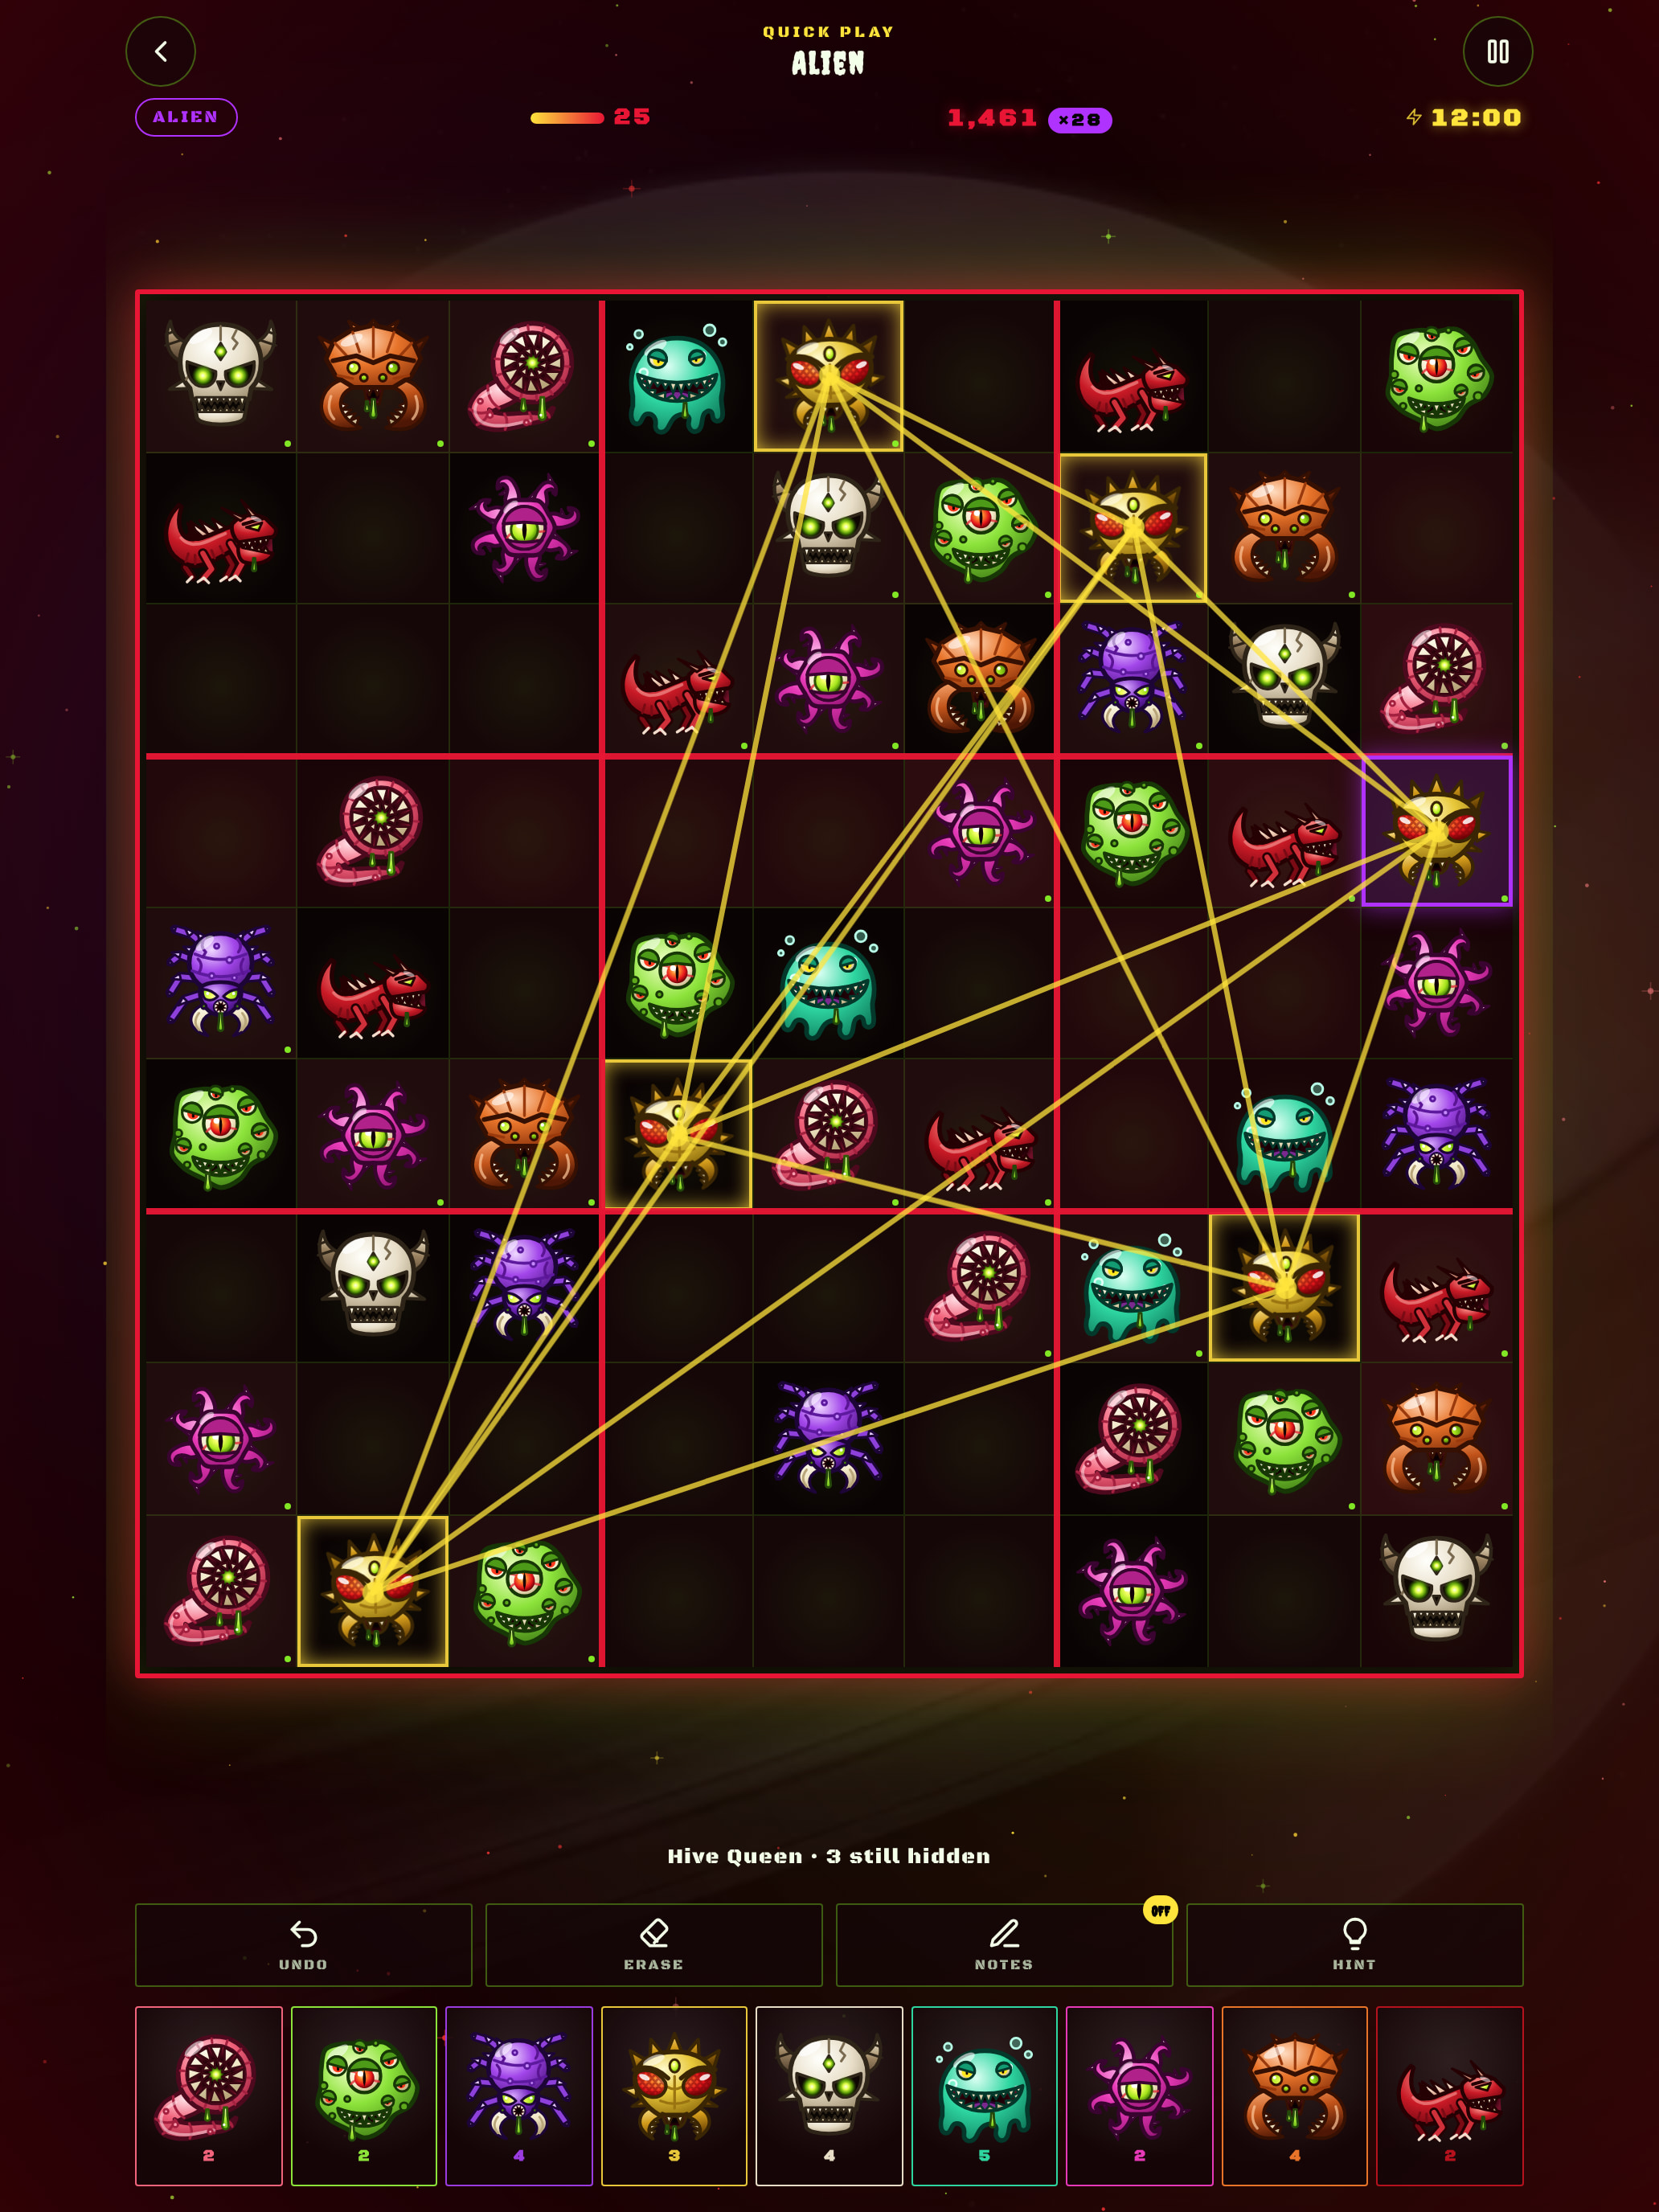 QUICK PLAY
ALIEN
ALIEN
25
1,461 ×28
12:00
Hive Queen · 3 still hidden
OFF
UNDO
ERASE
NOTES
HINT
2
2
4
3
4
5
2
4
2